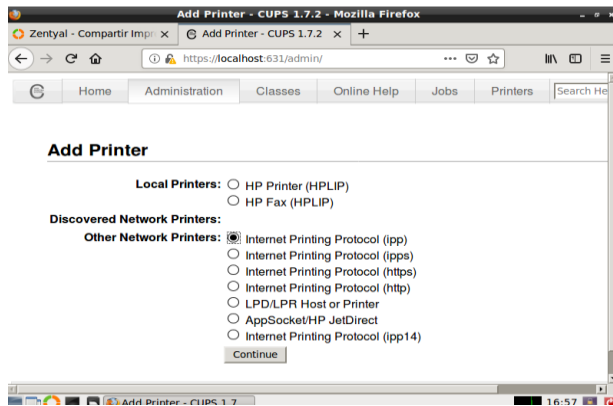 Add Printer - CUPS 1.7.2 - Mozilla Firefox
Zentyal - Compartir Impr
Add Printer - CUPS 1.7.2
https://localhost:631/admin/
Home Administration Classes Online Help Jobs Printers Search He
Add Printer
Local Printers: HP Printer (HPLIP)
HP Fax (HPLIP)
Discovered Network Printers:
Other Network Printers: Internet Printing Protocol (ipp)
Internet Printing Protocol (ipps)
Internet Printing Protocol (https)
Internet Printing Protocol (http)
LPD/LPR Host or Printer
AppSocket/HP JetDirect
Internet Printing Protocol (ipp14)
Continue
Add Printer - CUPS 1.7... 16:57